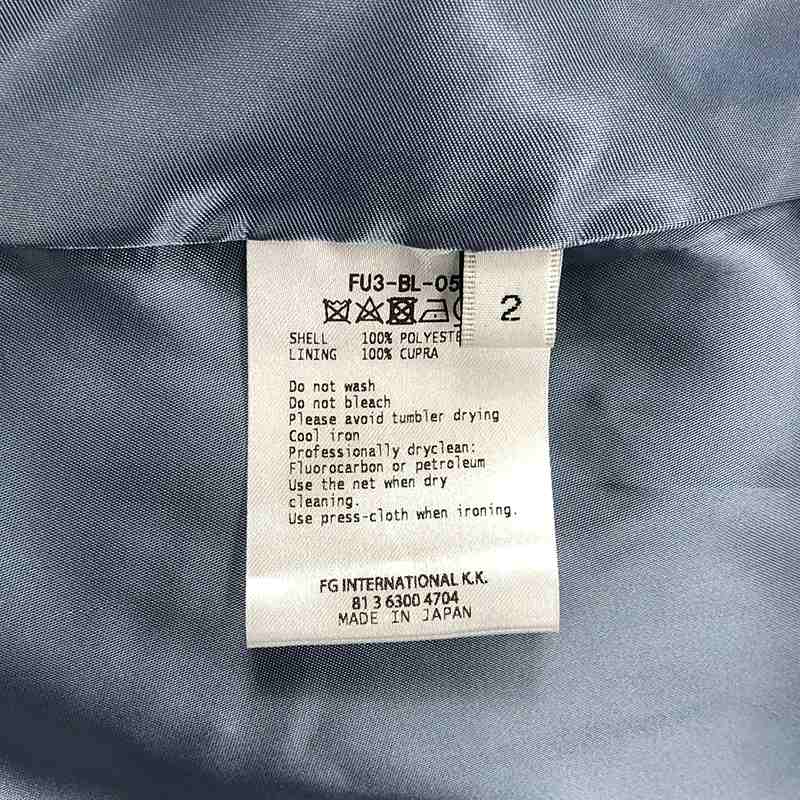 FU3-BL-05
2
SHELL 100% POLYESTE
LINING 100% CUPRA
Do not wash
Do not bleach
Please avoid tumbler drying
Cool iron
Professionally dryclean:
Fluorocarbon or petroleum
Use the net when dry
cleaning.
Use press-cloth when ironing.
FG INTERNATIONAL K.K.
81 3 6300 4704
MADE IN JAPAN